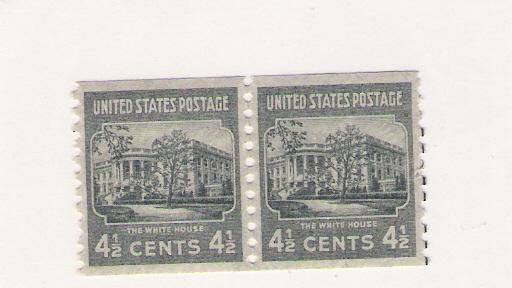 UNITED STATES POSTAGE
THE WHITE HOUSE
4½ CENTS 4½
UNITED STATES POSTAGE
THE WHITE HOUSE
4½ CENTS 4½